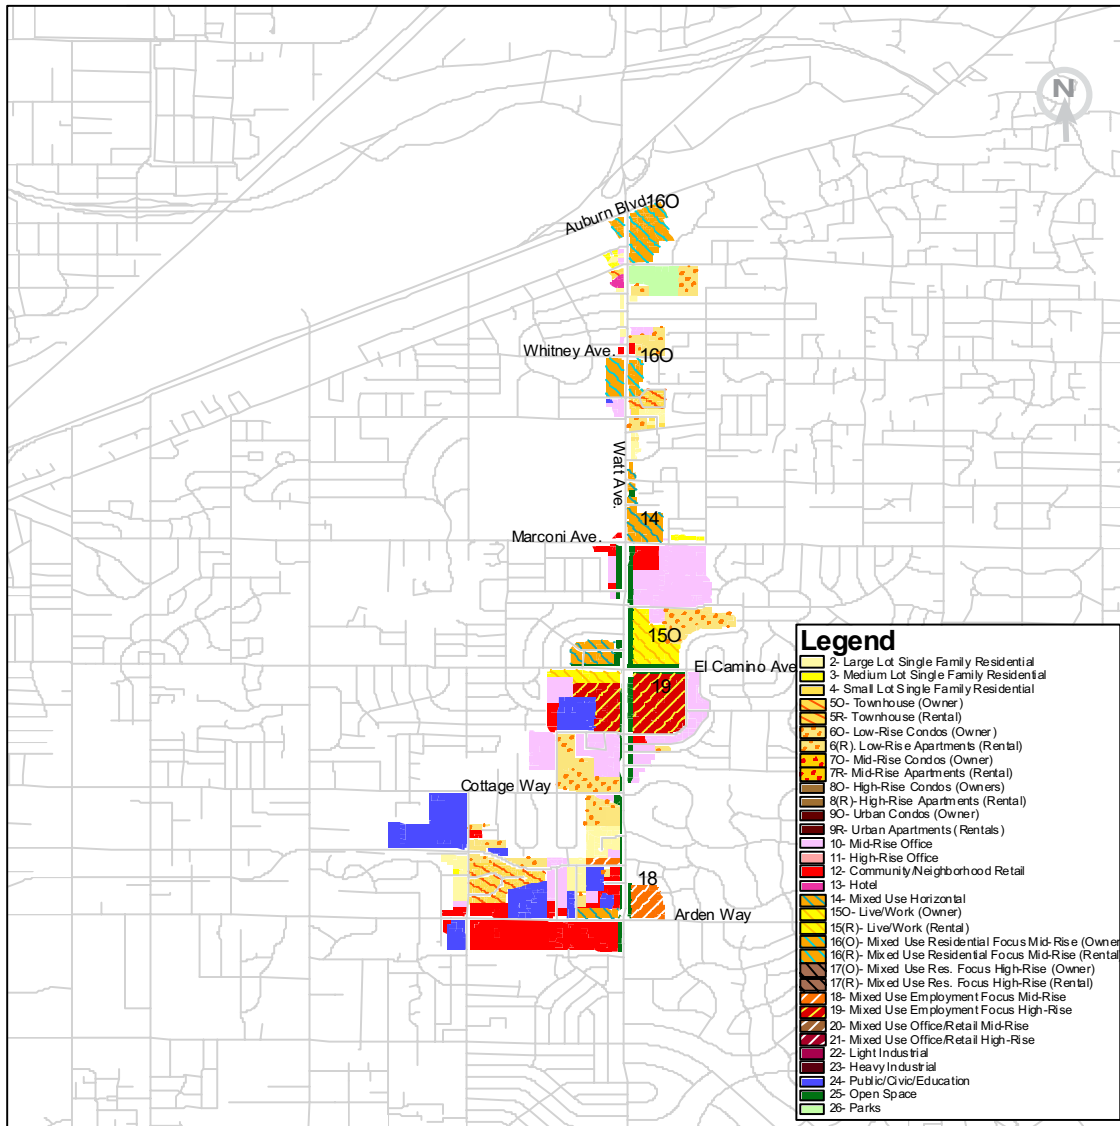 N
Auburn Blvd.
16O
Whitney Ave.
16O
Watt Ave.
14
Marconi Ave.
15O
El Camino Ave
19
Cottage Way
18
Arden Way
Legend
2- Large Lot Single Family Residential
3- Medium Lot Single Family Residential
4- Small Lot Single Family Residential
5O- Townhouse (Owner)
5R- Townhouse (Rental)
6O- Low-Rise Condos (Owner)
6(R). Low-Rise Apartments (Rental)
7O- Mid-Rise Condos (Owner)
7R- Mid-Rise Apartments (Rental)
8O- High-Rise Condos (Owners)
8(R)- High-Rise Apartments (Rental)
9O- Urban Condos (Owner)
9R- Urban Apartments (Rentals)
10- Mid-Rise Office
11- High-Rise Office
12- Community/Neighborhood Retail
13- Hotel
14- Mixed Use Horizontal
15O- Live/Work (Owner)
15(R)- Live/Work (Rental)
16(O)- Mixed Use Residential Focus Mid-Rise (Owner
16(R)- Mixed Use Residential Focus Mid-Rise (Rental
17(O)- Mixed Use Res. Focus High-Rise (Owner)
17(R)- Mixed Use Res. Focus High-Rise (Rental)
18- Mixed Use Employment Focus Mid-Rise
19- Mixed Use Employment Focus High-Rise
20- Mixed Use Office/Retail Mid-Rise
21- Mixed Use Office/Retail High-Rise
22- Light Industrial
23- Heavy Industrial
24- Public/Civic/Education
25- Open Space
26- Parks